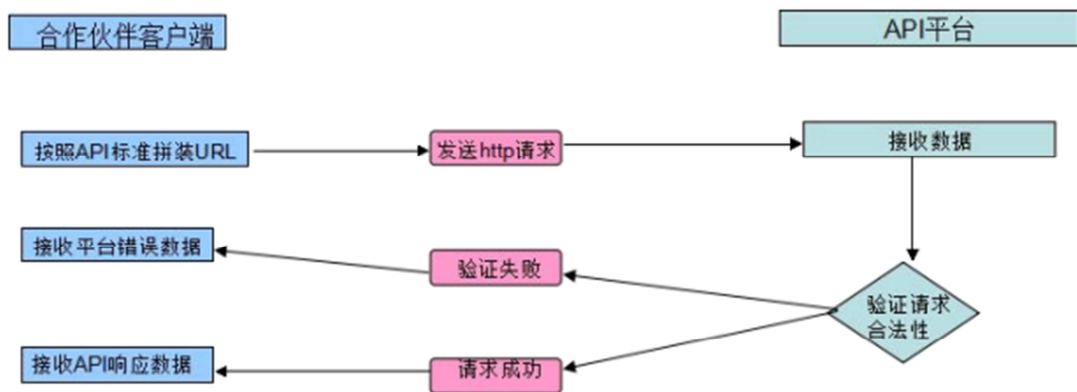 合作伙伴客户端
API平台
按照API标准拼装URL
发送http请求
接收数据
接收平台错误数据
验证失败
验证请求
合法性
接收API响应数据
请求成功